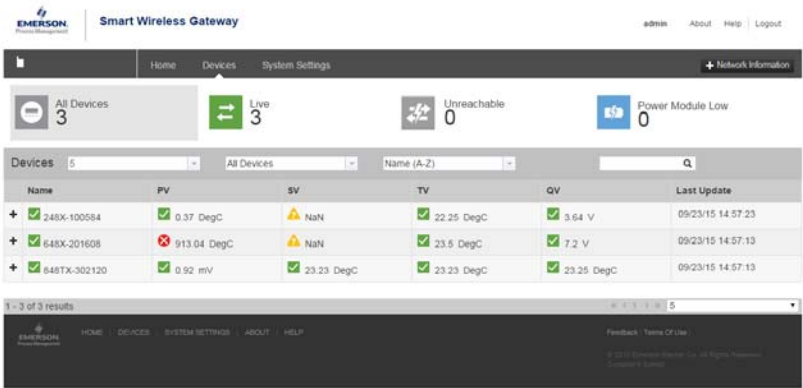 EMERSON. Smart Wireless Gateway admin About Help Logout
Process Management
Home Devices System Settings + Network Information
All Devices Live Unreachable Power Module Low
3 3 0 0
Devices 5 All Devices Name (A-Z)
Name PV SV TV QV Last Update
+ 248X-100584 0.37 DegC NaN 22.25 DegC 3.64 V 09/23/15 14:57:23
+ 648X-201608 913.04 DegC NaN 23.5 DegC 7.2 V 09/23/15 14:57:13
+ 848TX-302120 0.92 mV 23.23 DegC 23.23 DegC 23.25 DegC 09/23/15 14:57:13
1 - 3 of 3 results 1 5
EMERSON HOME DEVICES SYSTEM SETTINGS ABOUT HELP Feedback Terms Of Use
Process Management